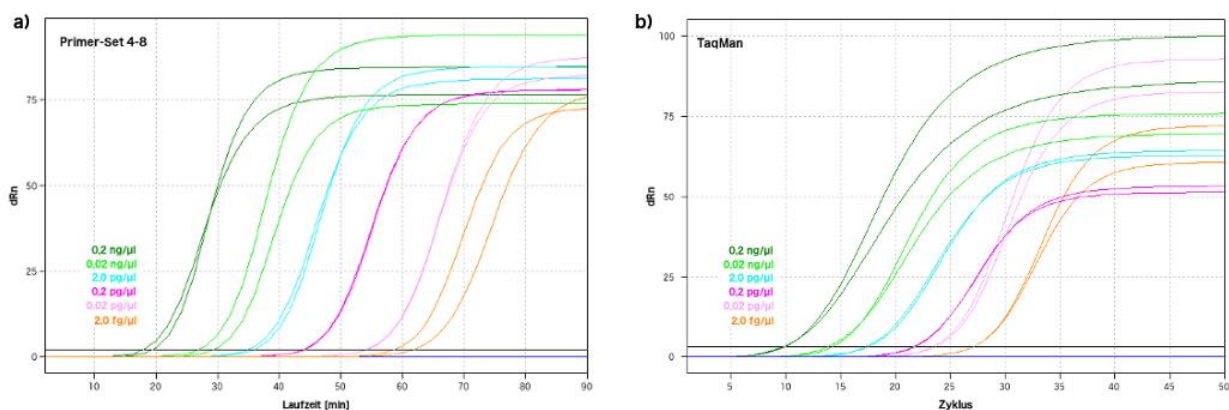 a)
Primer-Set 4-8
75
50
25
0
dRn
0,2 ng/µl
0,02 ng/µl
2,0 pg/µl
0,2 pg/µl
0,02 pg/µl
2,0 fg/µl
10 20 30 40 50 60 70 80 90
Laufzeit [min]
b)
TaqMan
100
75
50
25
0
dRn
0,2 ng/µl
0,02 ng/µl
2,0 pg/µl
0,2 pg/µl
0,02 pg/µl
2,0 fg/µl
5 10 15 20 25 30 35 40 45 50
Zyklus